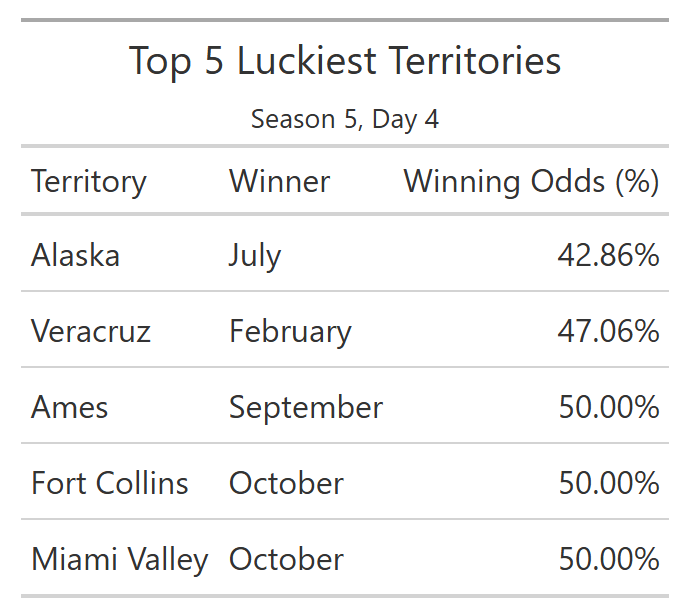 Top 5 Luckiest Territories
Season 5, Day 4
Territory Winner Winning Odds (%)
Alaska July 42.86%
Veracruz February 47.06%
Ames September 50.00%
Fort Collins October 50.00%
Miami Valley October 50.00%